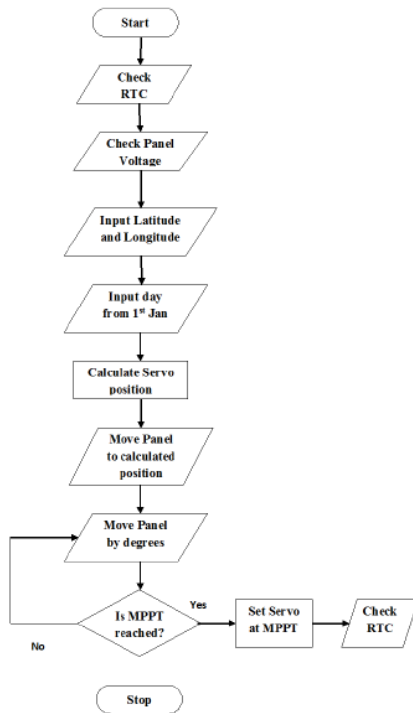 Start
Check
RTC
Check Panel
Voltage
Input Latitude
and Longitude
Input day
from 1st Jan
Calculate Servo
position
Move Panel
to calculated
position
Move Panel
by degrees
Is MPPT
reached?
Yes
Set Servo
at MPPT
Check
RTC
No
Stop